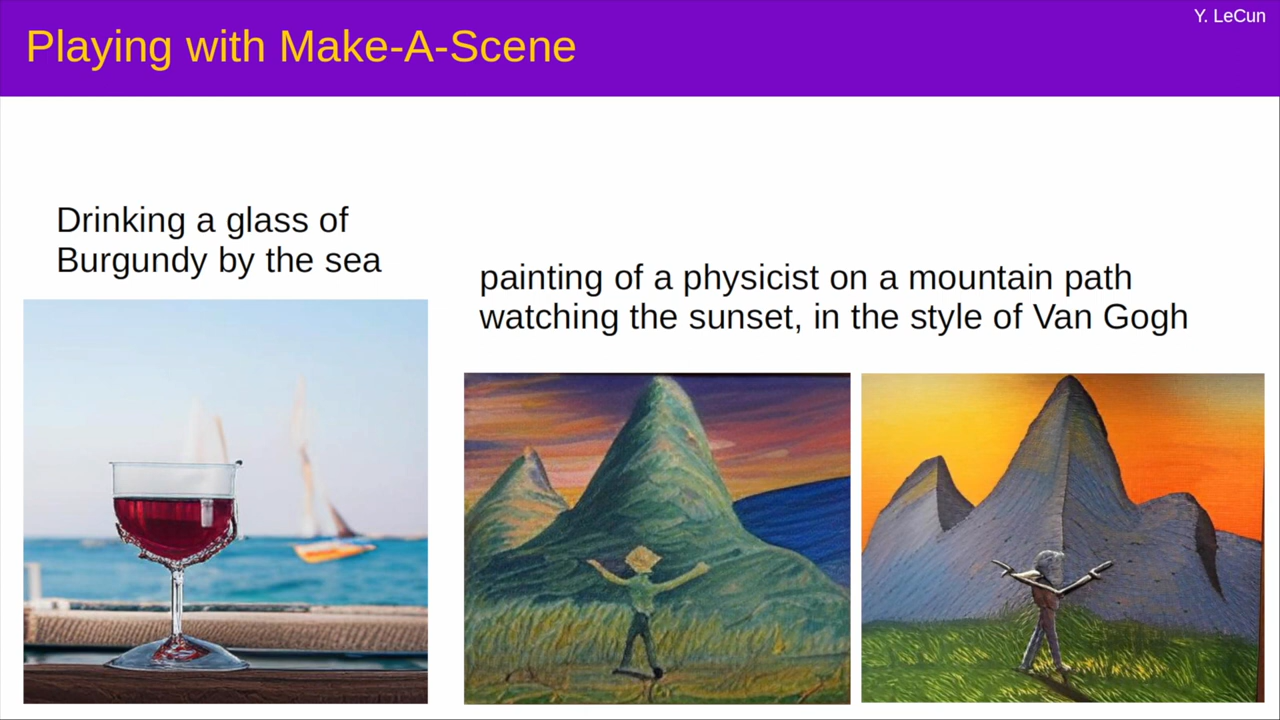 Y. LeCun
Playing with Make-A-Scene
Drinking a glass of
Burgundy by the sea
painting of a physicist on a mountain path
watching the sunset, in the style of Van Gogh